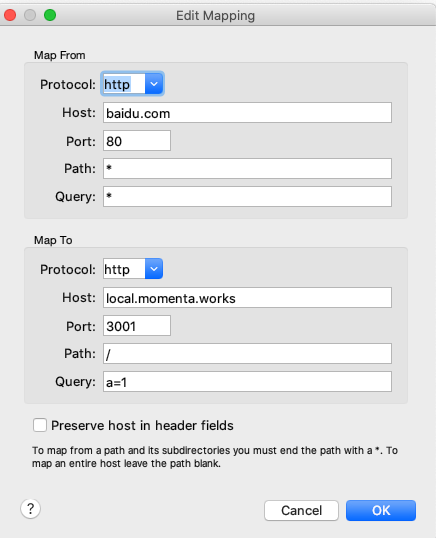 Edit Mapping
Map From
Protocol: http
Host: baidu.com
Port: 80
Path: *
Query: *
Map To
Protocol: http
Host: local.momenta.works
Port: 3001
Path: /
Query: a=1
Preserve host in header fields
To map from a path and its subdirectories you must end the path with a *. To
map an entire host leave the path blank.
? Cancel OK